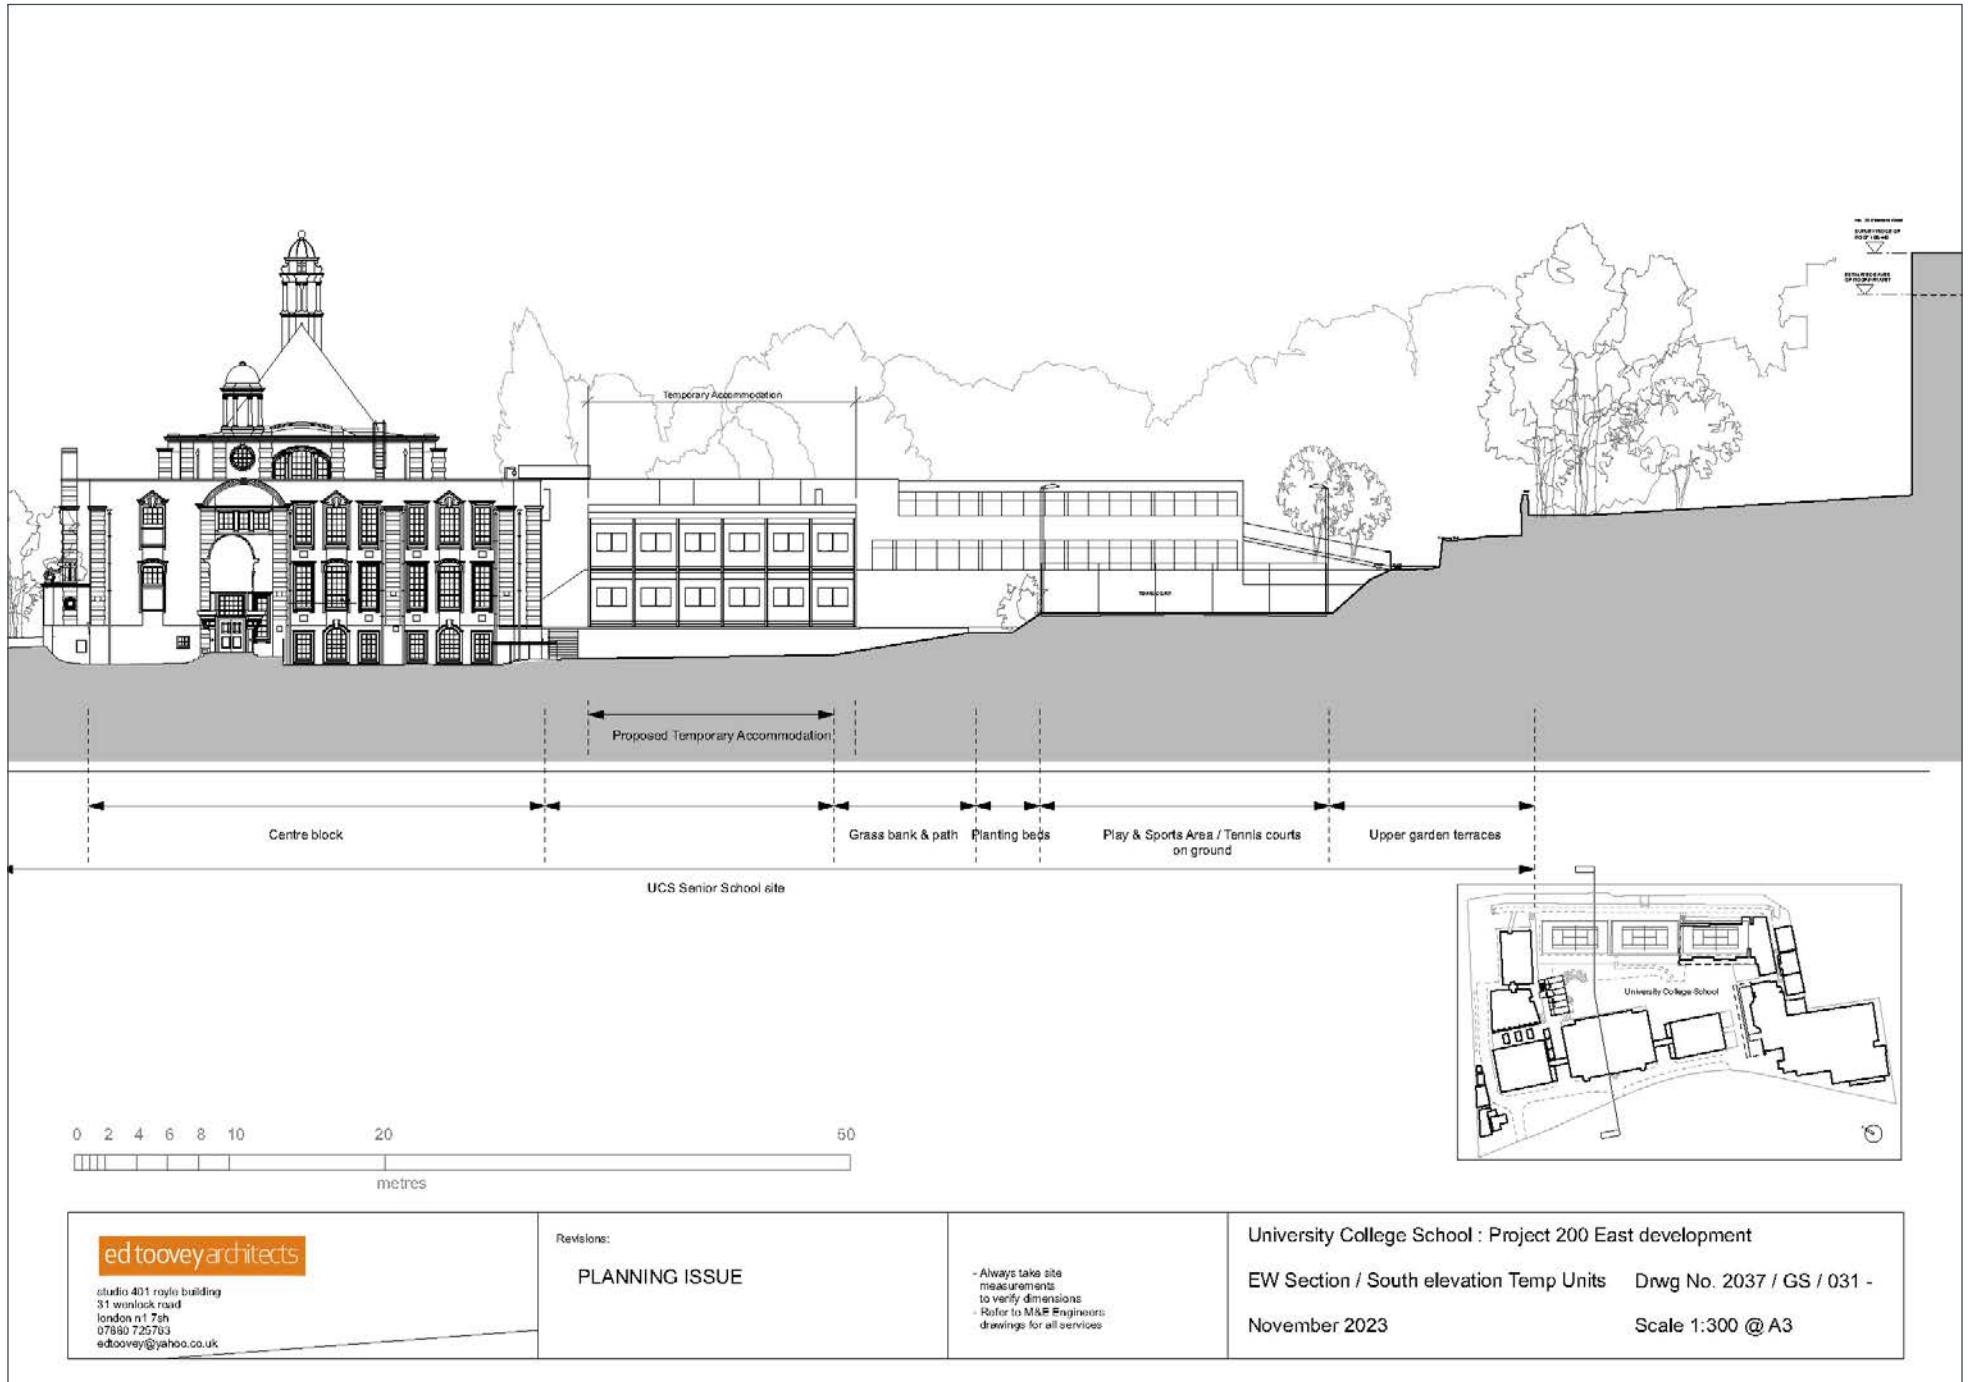 Temporary Accommodation
TENNIS COURT
Proposed Temporary Accommodation
Centre block
Grass bank & path
Planting beds
Play & Sports Area / Tennis courts
on ground
Upper garden terraces
UCS Senior School site
University College School
0 2 4 6 8 10 20 50
metres
ed toovey architects
studio 401 royle building
31 wenlock road
london n1 7sh
07880 725763
edtoovey@yahoo.co.uk
Revisions:
PLANNING ISSUE
- Always take site
measurements
to verify dimensions
- Refer to M&E Engineers
drawings for all services
University College School : Project 200 East development
EW Section / South elevation Temp Units
Drwg No. 2037 / GS / 031 -
November 2023
Scale 1:300 @ A3